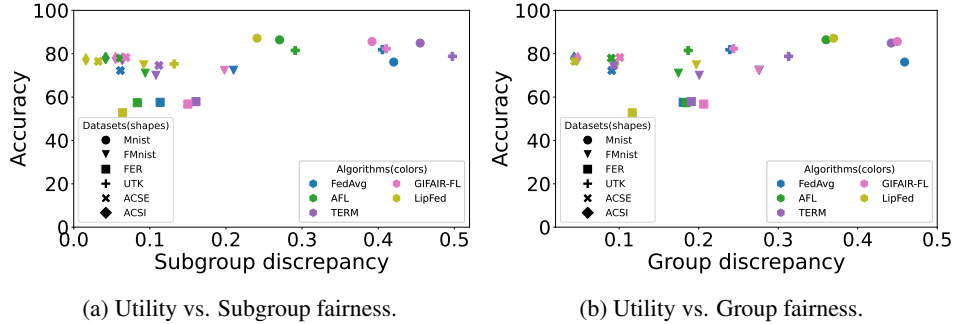 100
80
60
40
20
0
Accuracy
Datasets(shapes)
Mnist
FMnist
FER
UTK
ACSE
ACSI
Algorithms(colors)
FedAvg
AFL
TERM
GIFAIR-FL
LipFed
0.0 0.1 0.2 0.3 0.4 0.5
Subgroup discrepancy
(a) Utility vs. Subgroup fairness.
100
80
60
40
20
0
Accuracy
Datasets(shapes)
Mnist
FMnist
FER
UTK
ACSE
ACSI
Algorithms(colors)
FedAvg
AFL
TERM
GIFAIR-FL
LipFed
0.1 0.2 0.3 0.4 0.5
Group discrepancy
(b) Utility vs. Group fairness.